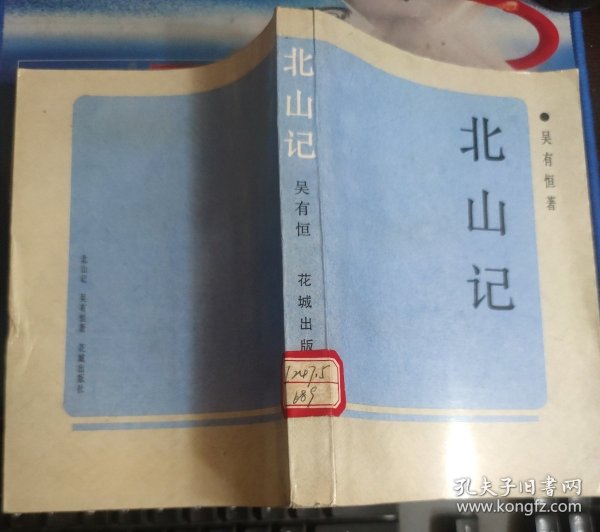 北山记
●吴有恒著
北山记
吴有恒
花城出版
I247.5
689
北山记 吴有恒著 花城出版社
孔夫子旧书网
www.kongfz.com